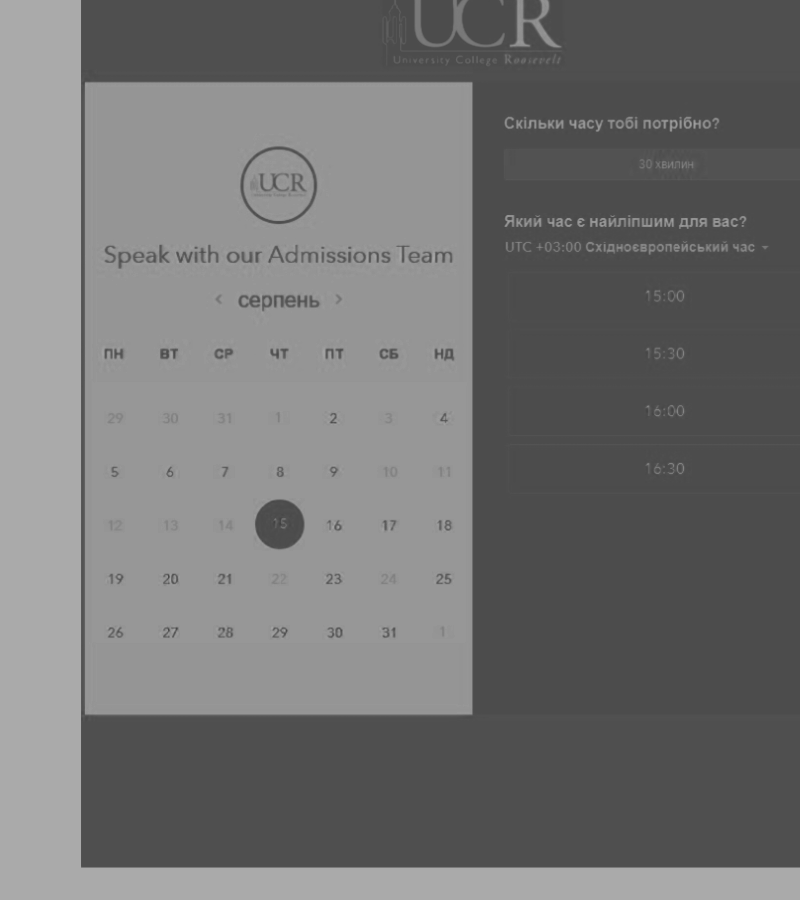 UCR
University College Roosevelt
UCR
Speak with our Admissions Team
‹ серпень ›
ПН ВТ СР ЧТ ПТ СБ НД
29 30 31 1 2 3 4
5 6 7 8 9 10 11
12 13 14 15 16 17 18
19 20 21 22 23 24 25
26 27 28 29 30 31 1
Скільки часу тобі потрібно?
30 хвилин
Який час є найліпшим для вас?
UTC +03:00 Східноєвропейський час
15:00
15:30
16:00
16:30